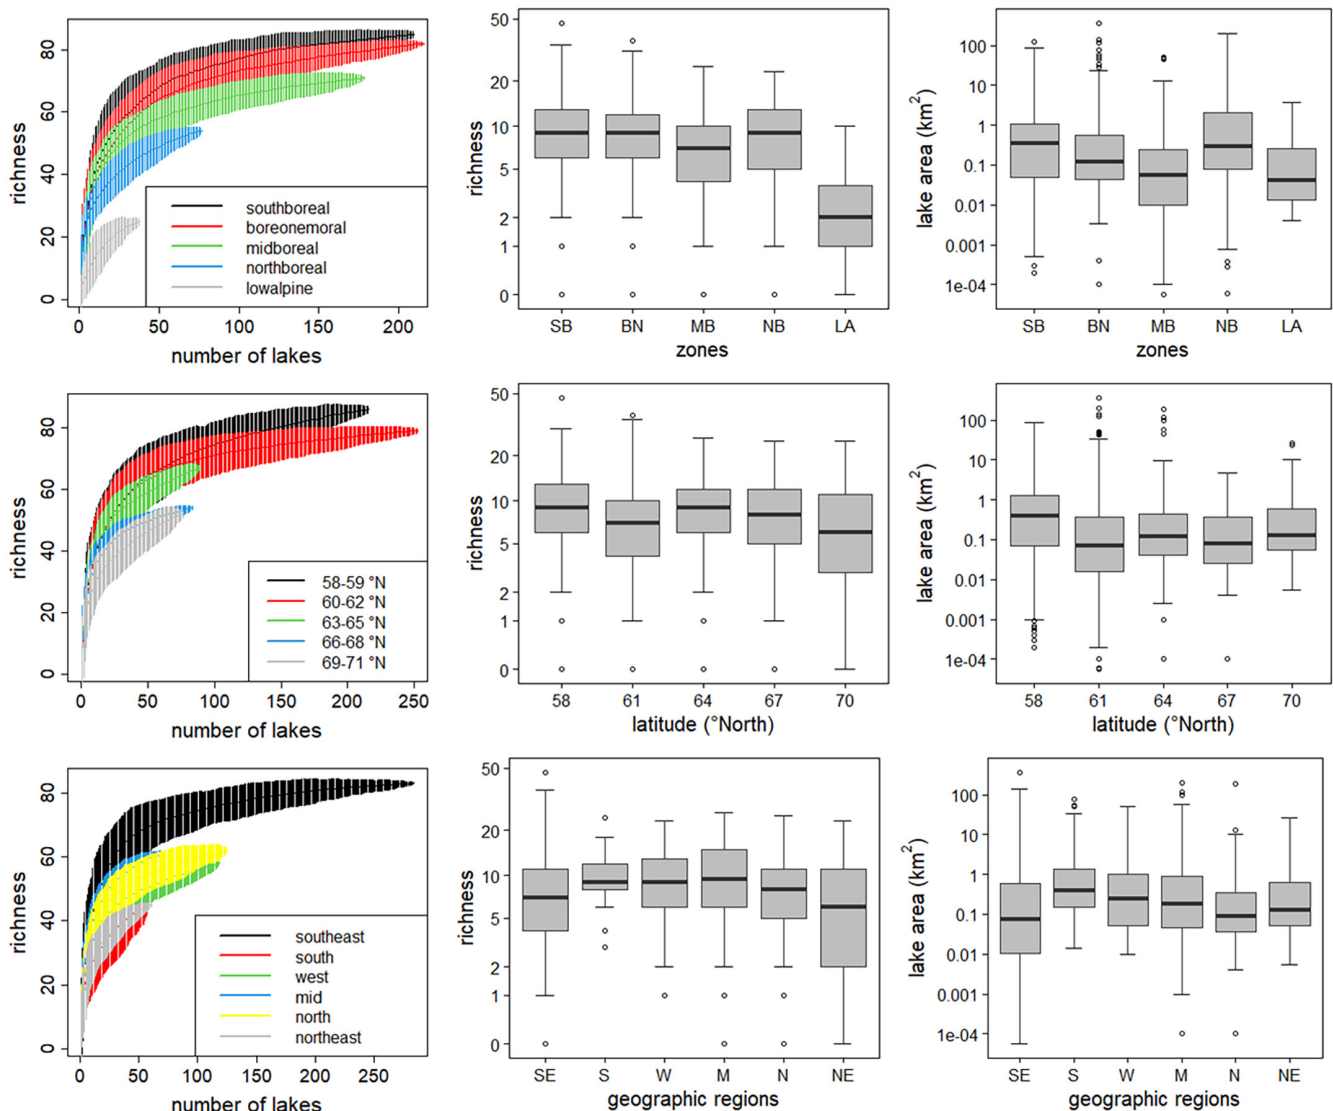 80
60
40
20
0
richness
0 50 100 150 200
number of lakes
southboreal
boreonemoral
midboreal
northboreal
lowalpine
50
20
10
5
2
1
0
richness
SB BN MB NB LA
zones
100
10
1
0.1
0.01
0.001
1e-04
lake area (km²)
SB BN MB NB LA
zones
80
60
40
20
0
richness
0 50 100 150 200 250
number of lakes
58-59 °N
60-62 °N
63-65 °N
66-68 °N
69-71 °N
50
20
10
5
2
1
0
richness
58 61 64 67 70
latitude (°North)
100
10
1
0.1
0.01
0.001
1e-04
lake area (km²)
58 61 64 67 70
latitude (°North)
80
60
40
20
0
richness
0 50 100 150 200 250
number of lakes
southeast
south
west
mid
north
northeast
50
20
10
5
2
1
0
richness
SE S W M N NE
geographic regions
100
10
1
0.1
0.01
0.001
1e-04
lake area (km²)
SE S W M N NE
geographic regions